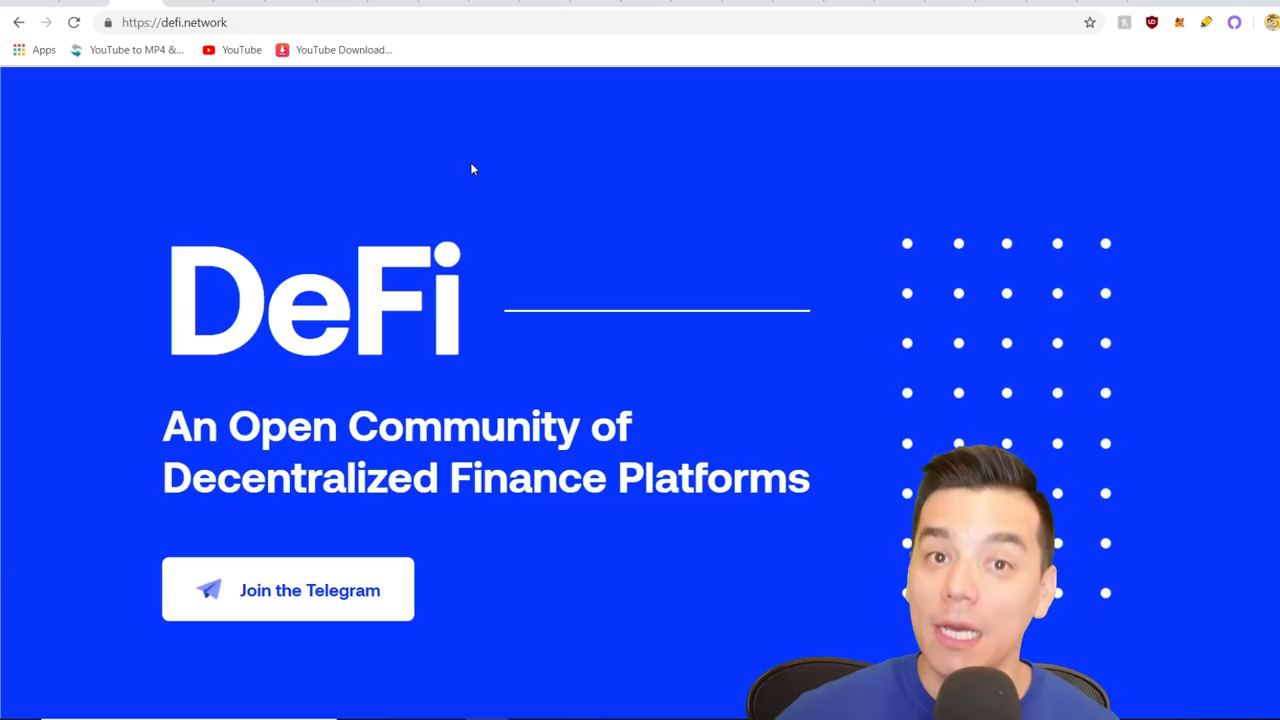 https://defi.network
Apps
YouTube to MP4 &...
YouTube
YouTube Download...
DeFi
An Open Community of
Decentralized Finance Platforms
Join the Telegram